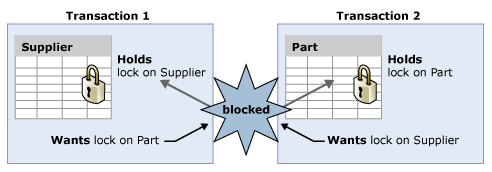 Transaction 1
Supplier
Holds
lock on Supplier
Wants lock on Part
blocked
Transaction 2
Part
Holds
lock on Part
Wants lock on Supplier